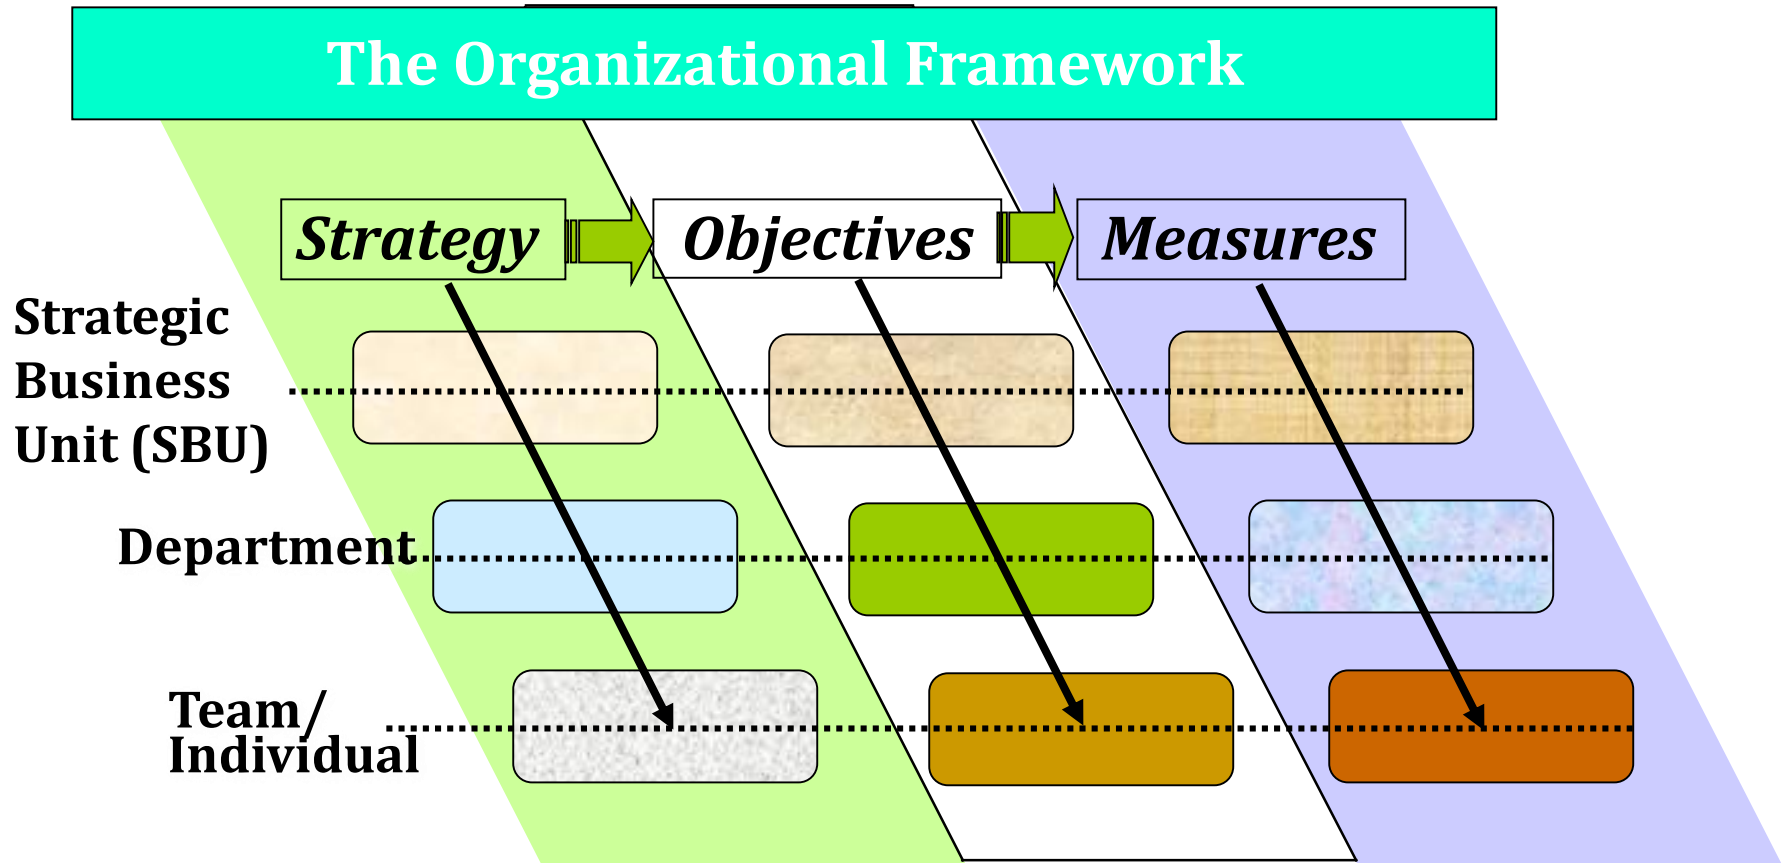 The Organizational Framework
Strategy
Objectives
Measures
Strategic
Business
Unit (SBU)
Department
Team/
Individual